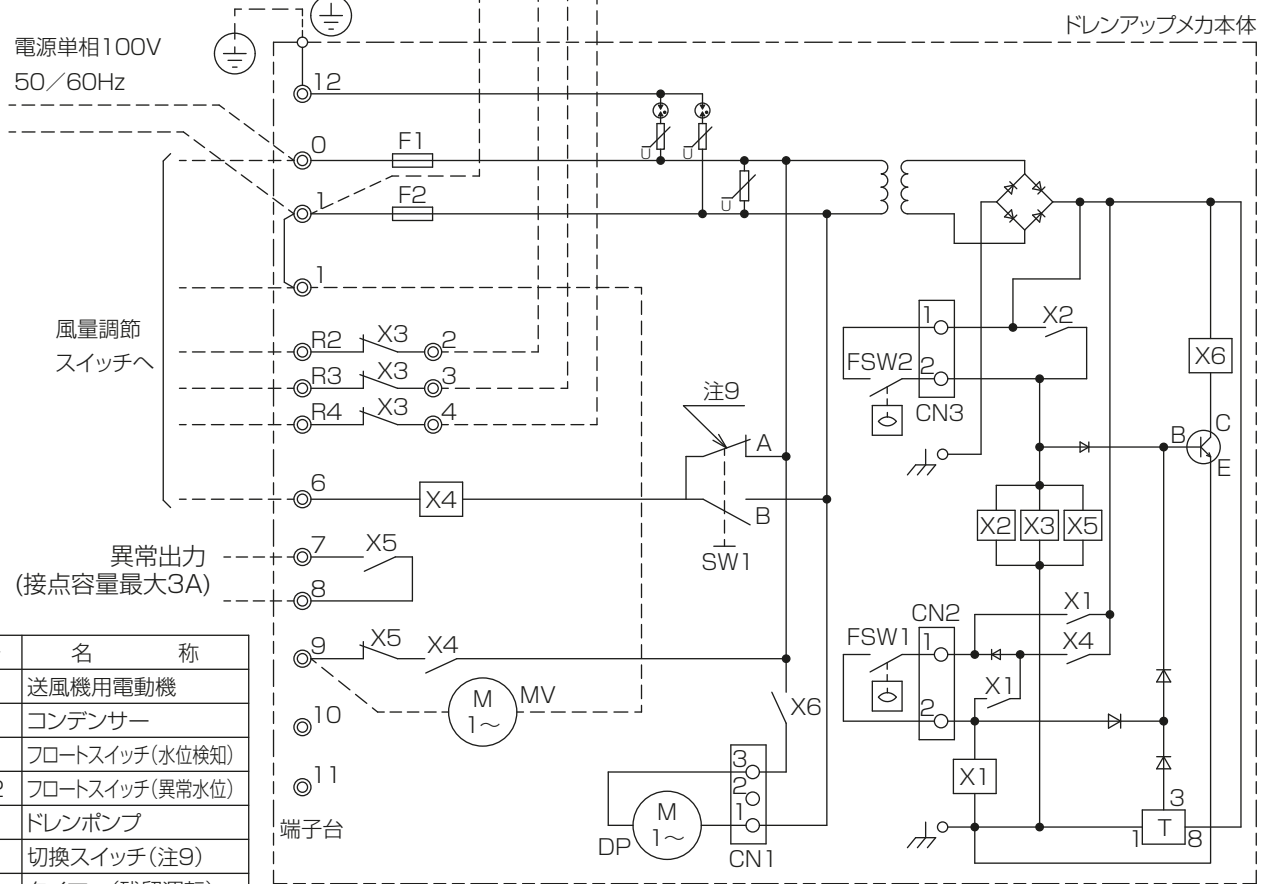 ドレンアップメカ本体
電源単相100V
50／60Hz
12
0
F1
1
F2
U
U
U
1
風量調節
スイッチへ
R2
X3
2
R3
X3
3
R4
X3
4
注9
A
B
SW1
6
X4
異常出力
(接点容量最大3A)
7
X5
8
9
X5
X4
M
1～
MV
10
11
端子台
X6
3
2
1
CN1
M
1～
DP
1
2
CN3
FSW2
X2
X6
B
C
E
X2
X3
X5
CN2
FSW1
1
2
X1
X4
X1
X1
3
T
1
8
名　称
送風機用電動機
コンデンサー
フロートスイッチ(水位検知)
2
フロートスイッチ(異常水位)
ドレンポンプ
切換スイッチ(注9)